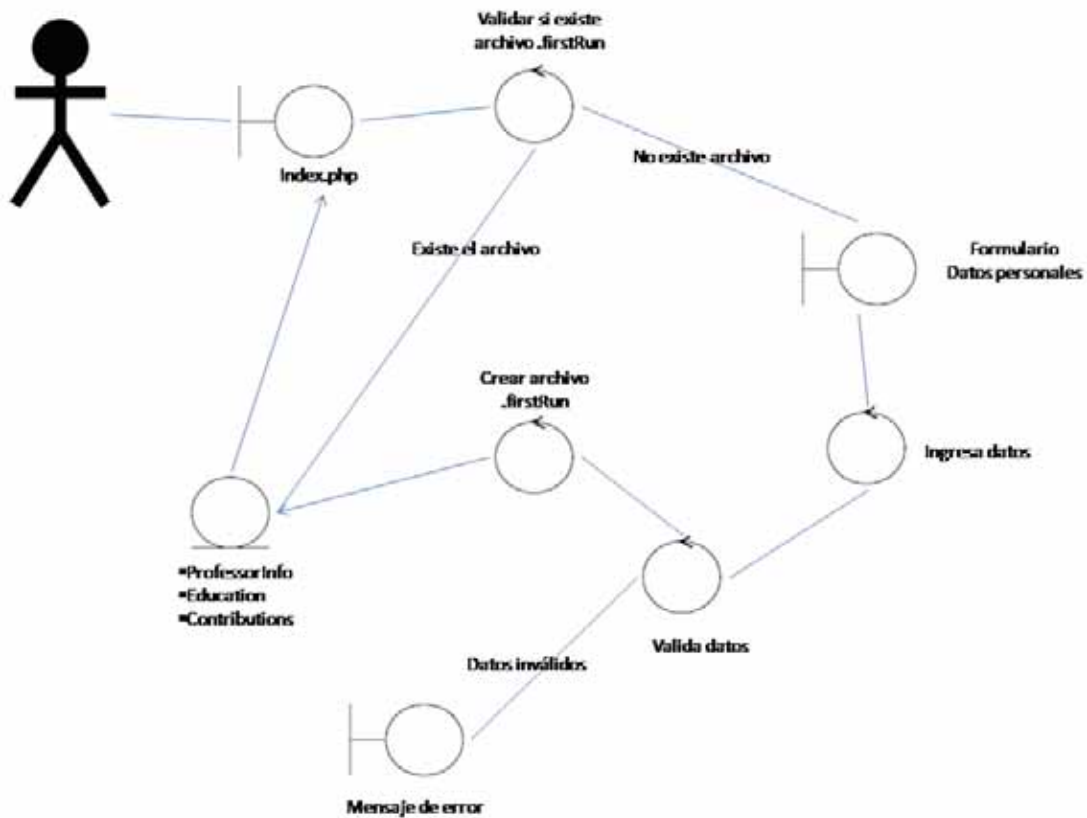 Validar si existe
archivo .firstRun
Index.php
No existe archivo
Existe el archivo
Formulario
Datos personales
Crear archivo
.firstRun
Ingresa datos
▪ProfessorInfo
▪Education
▪Contributions
Valida datos
Datos inválidos
Mensaje de error